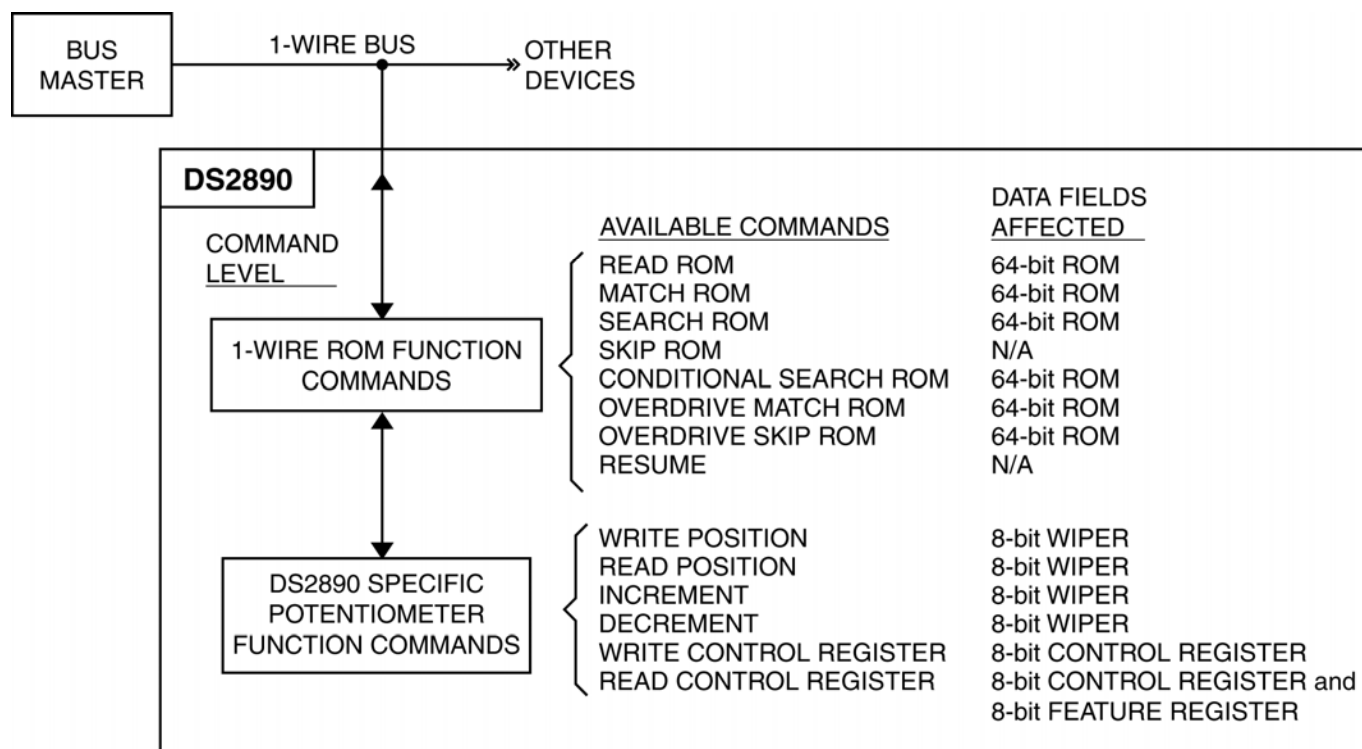 BUS
MASTER
1-WIRE BUS
OTHER
DEVICES
DS2890
COMMAND
LEVEL
AVAILABLE COMMANDS
DATA FIELDS
AFFECTED
1-WIRE ROM FUNCTION
COMMANDS
READ ROM 64-bit ROM
MATCH ROM 64-bit ROM
SEARCH ROM 64-bit ROM
SKIP ROM N/A
CONDITIONAL SEARCH ROM 64-bit ROM
OVERDRIVE MATCH ROM 64-bit ROM
OVERDRIVE SKIP ROM 64-bit ROM
RESUME N/A
DS2890 SPECIFIC
POTENTIOMETER
FUNCTION COMMANDS
WRITE POSITION 8-bit WIPER
READ POSITION 8-bit WIPER
INCREMENT 8-bit WIPER
DECREMENT 8-bit WIPER
WRITE CONTROL REGISTER 8-bit CONTROL REGISTER
READ CONTROL REGISTER 8-bit CONTROL REGISTER and
8-bit FEATURE REGISTER